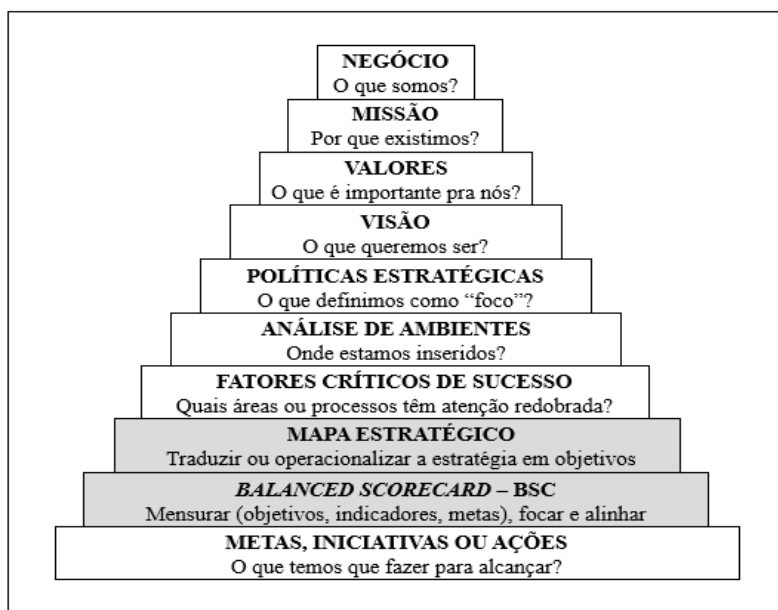 NEGÓCIO
O que somos?
MISSÃO
Por que existimos?
VALORES
O que é importante pra nós?
VISÃO
O que queremos ser?
POLÍTICAS ESTRATÉGICAS
O que definimos como “foco”?
ANÁLISE DE AMBIENTES
Onde estamos inseridos?
FATORES CRÍTICOS DE SUCESSO
Quais áreas ou processos têm atenção redobrada?
MAPA ESTRATÉGICO
Traduzir ou operacionalizar a estratégia em objetivos
BALANCED SCORECARD – BSC
Mensurar (objetivos, indicadores, metas), focar e alinhar
METAS, INICIATIVAS OU AÇÕES
O que temos que fazer para alcançar?